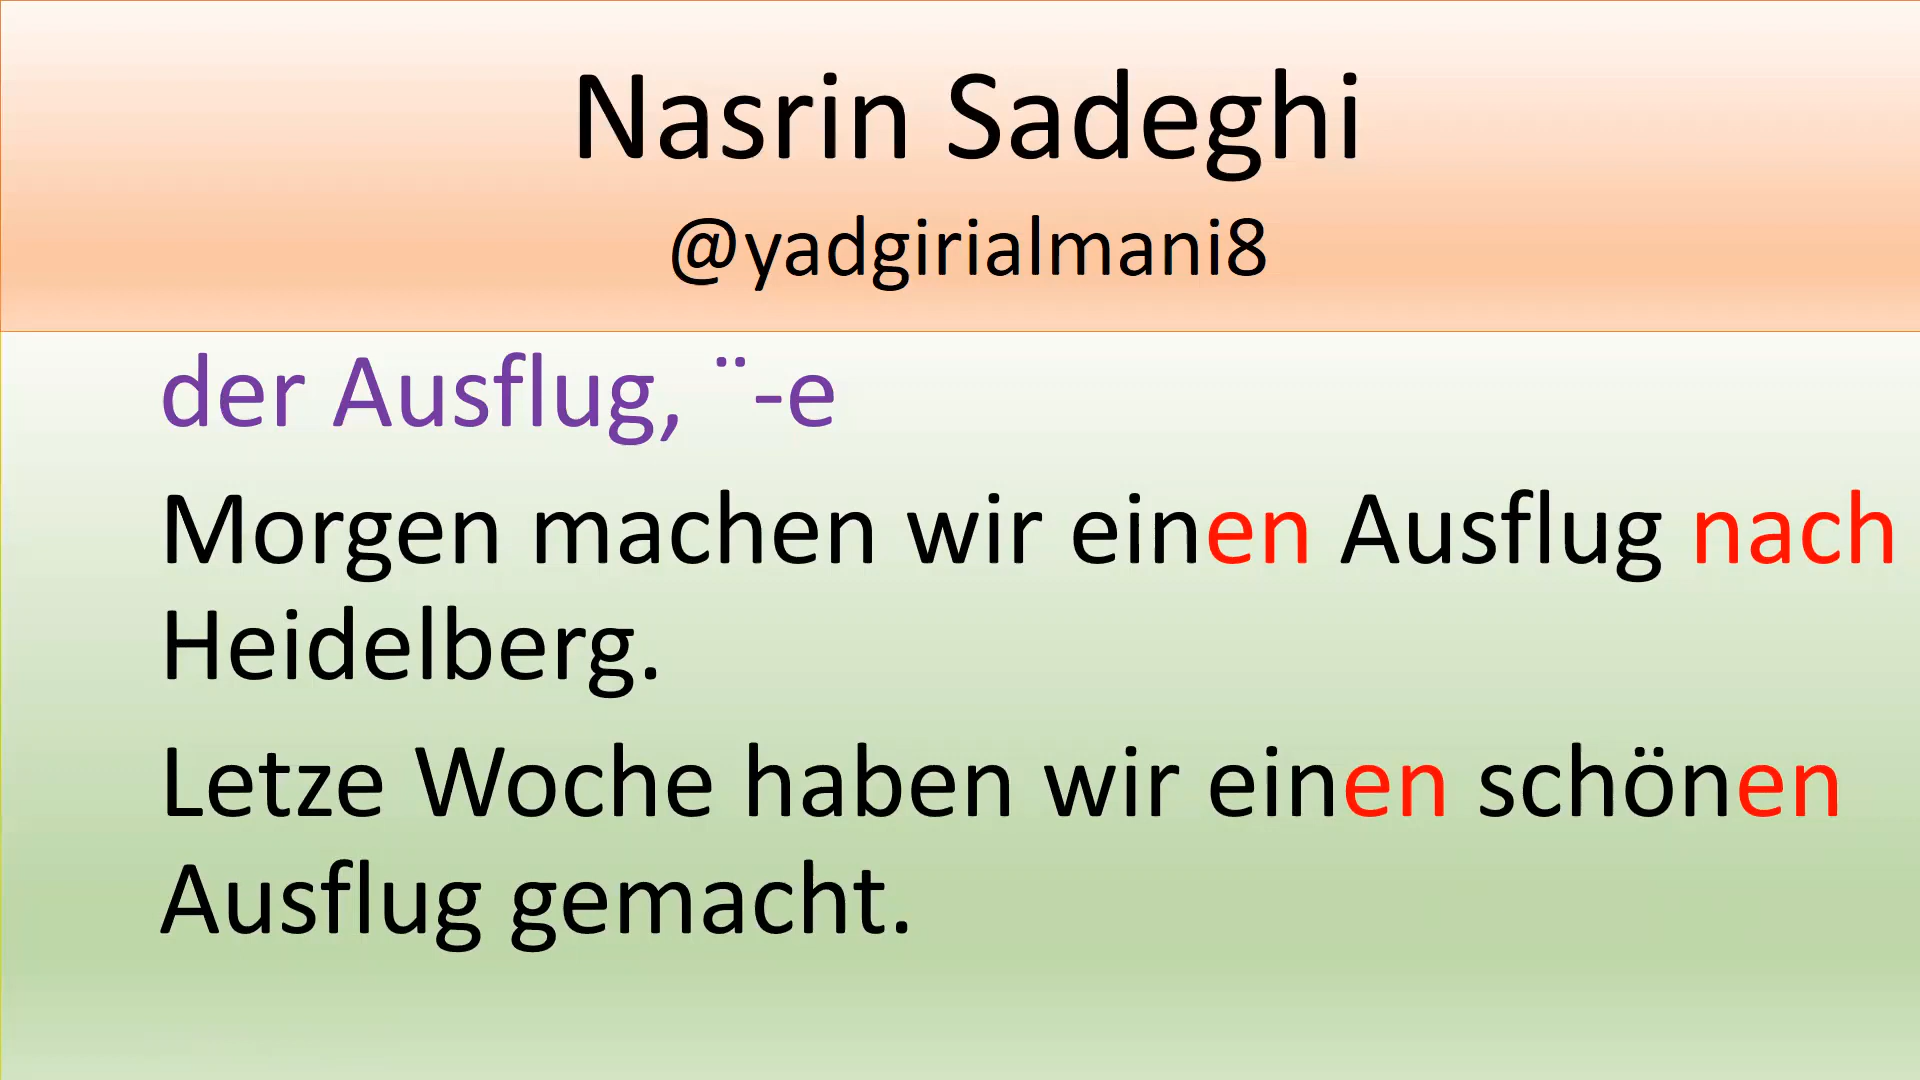 Nasrin Sadeghi
@yadgirialmani8
der Ausflug, ¨-e
Morgen machen wir einen Ausflug nach
Heidelberg.
Letze Woche haben wir einen schönen
Ausflug gemacht.